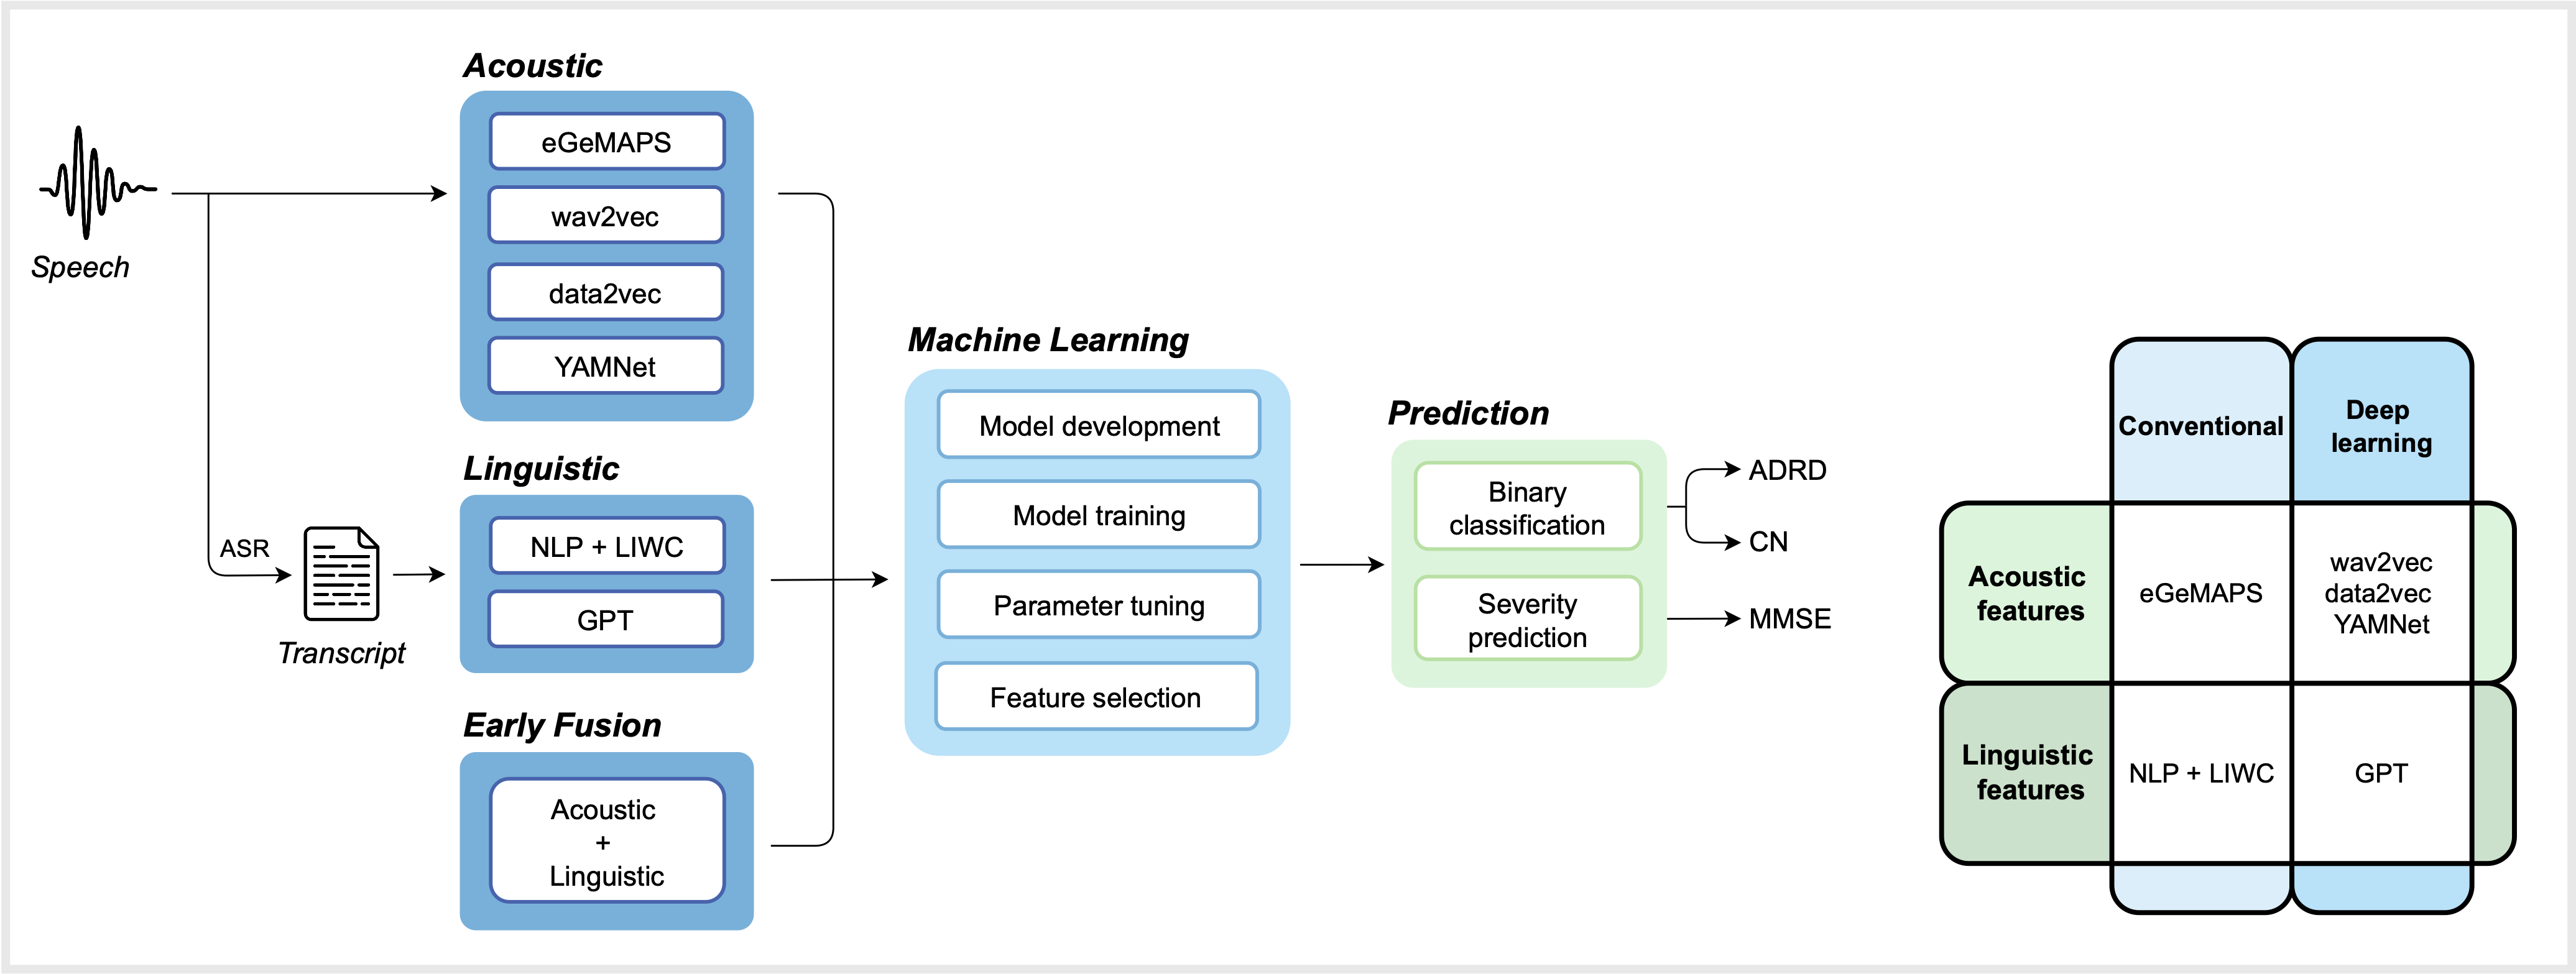 Speech
ASR
Transcript
Acoustic
eGeMAPS
wav2vec
data2vec
YAMNet
Linguistic
NLP + LIWC
GPT
Early Fusion
Acoustic
+
Linguistic
Machine Learning
Model development
Model training
Parameter tuning
Feature selection
Prediction
Binary
classification
Severity
prediction
ADRD
CN
MMSE
Conventional
Deep
learning
Acoustic
features
eGeMAPS
wav2vec
data2vec
YAMNet
Linguistic
features
NLP + LIWC
GPT